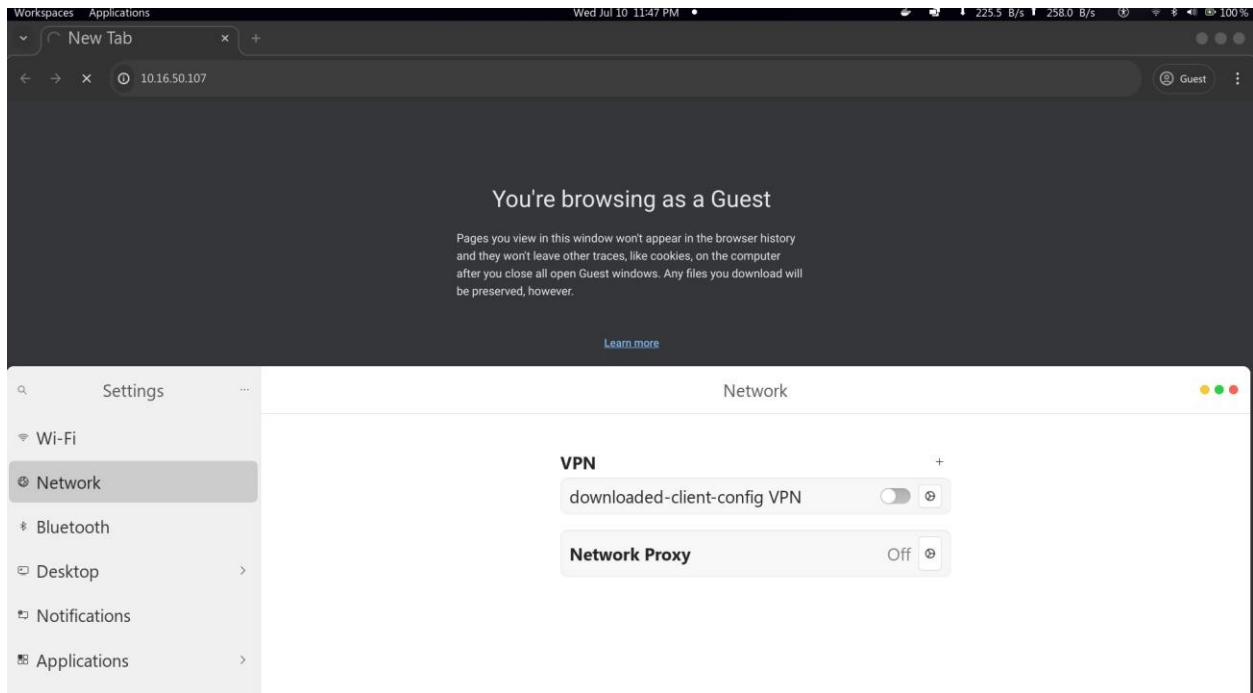 Workspaces Applications Wed Jul 10 11:47 PM 225.5 B/s 258.0 B/s 100%
New Tab
10.16.50.107 Guest
You're browsing as a Guest
Pages you view in this window won't appear in the browser history
and they won't leave other traces, like cookies, on the computer
after you close all open Guest windows. Any files you download will
be preserved, however.
Learn more
Settings
Wi-Fi
Network
Bluetooth
Desktop
Notifications
Applications
Network
VPN
downloaded-client-config VPN
Network Proxy Off